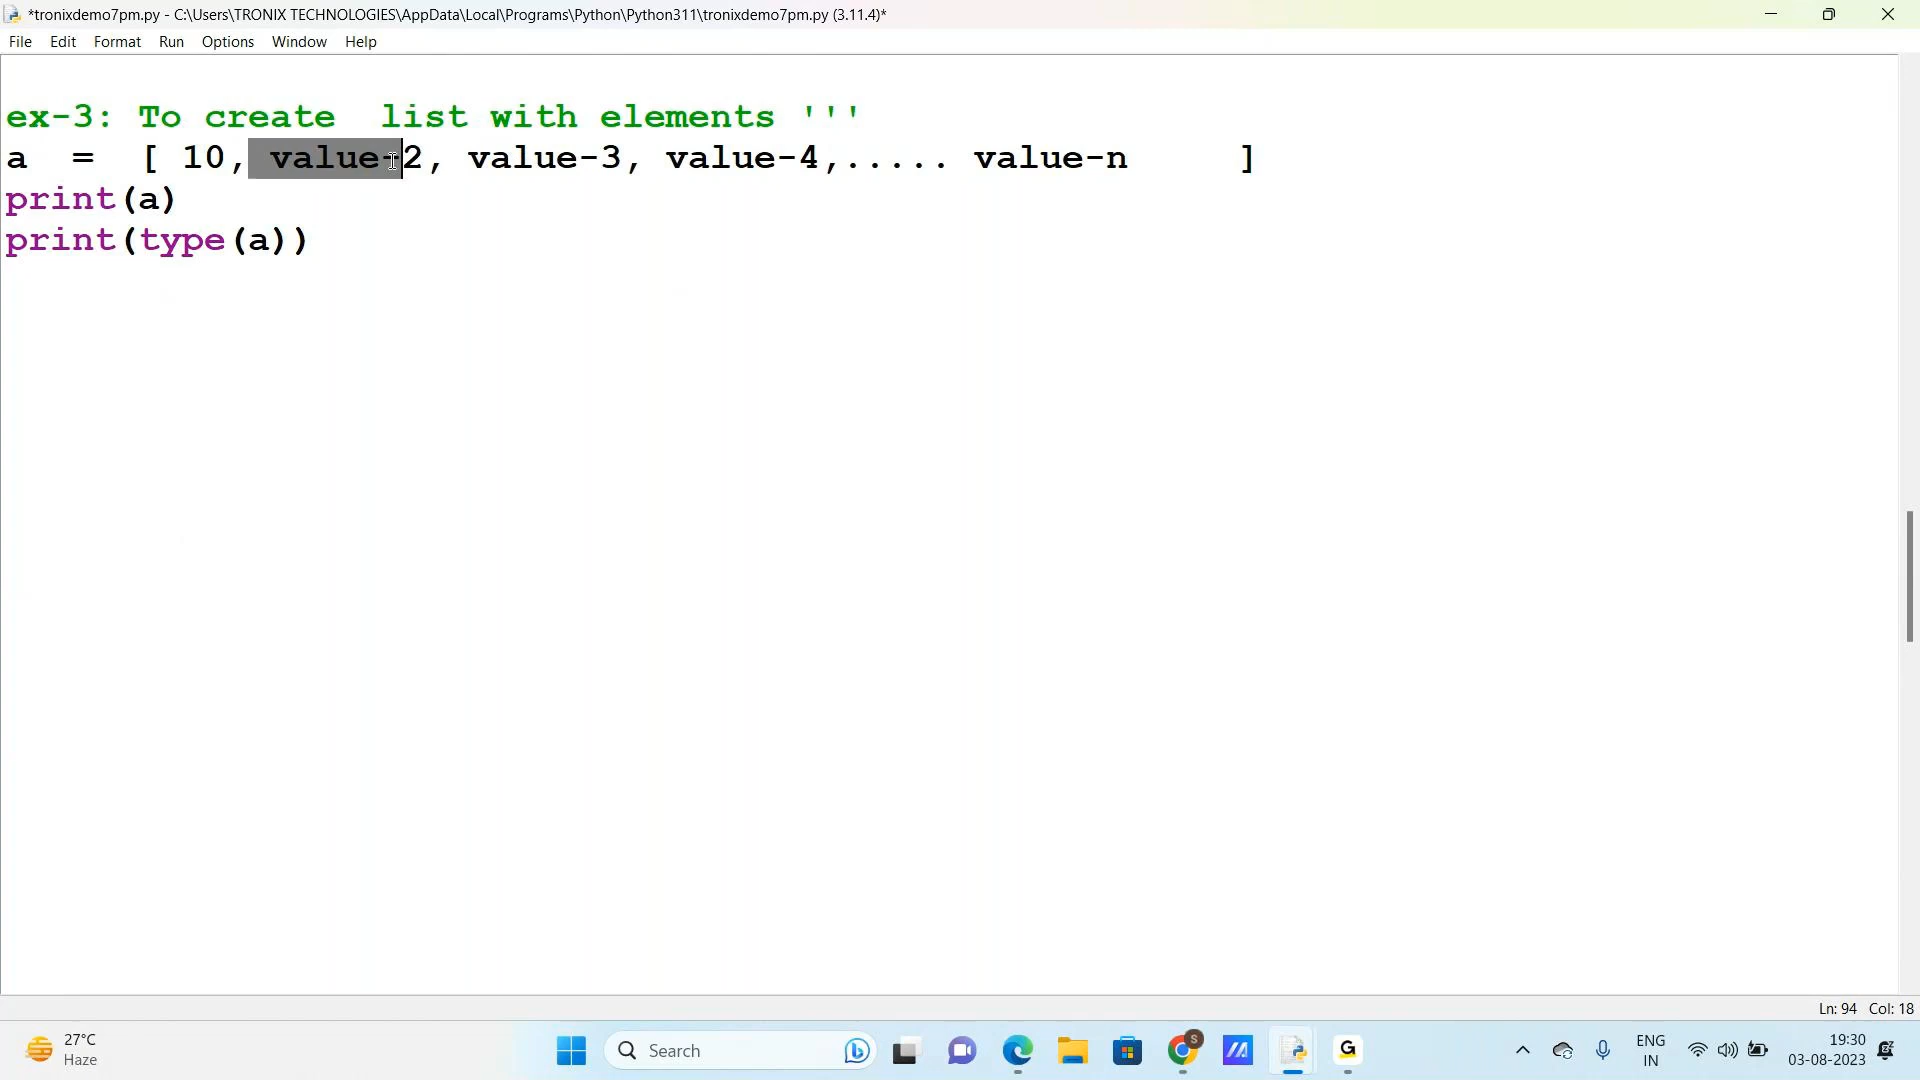 *tronixdemo7pm.py - C:\Users\TRONIX TECHNOLOGIES\AppData\Local\Programs\Python\Python311\tronixdemo7pm.py (3.11.4)*
File Edit Format Run Options Window Help
ex-3: To create  list with elements '''
a  =  [ 10, value-2, value-3, value-4,..... value-n     ]
print(a)
print(type(a))
Ln: 94 Col: 18
27°C
Haze
Search
S
G
ENG
IN
19:30
03-08-2023